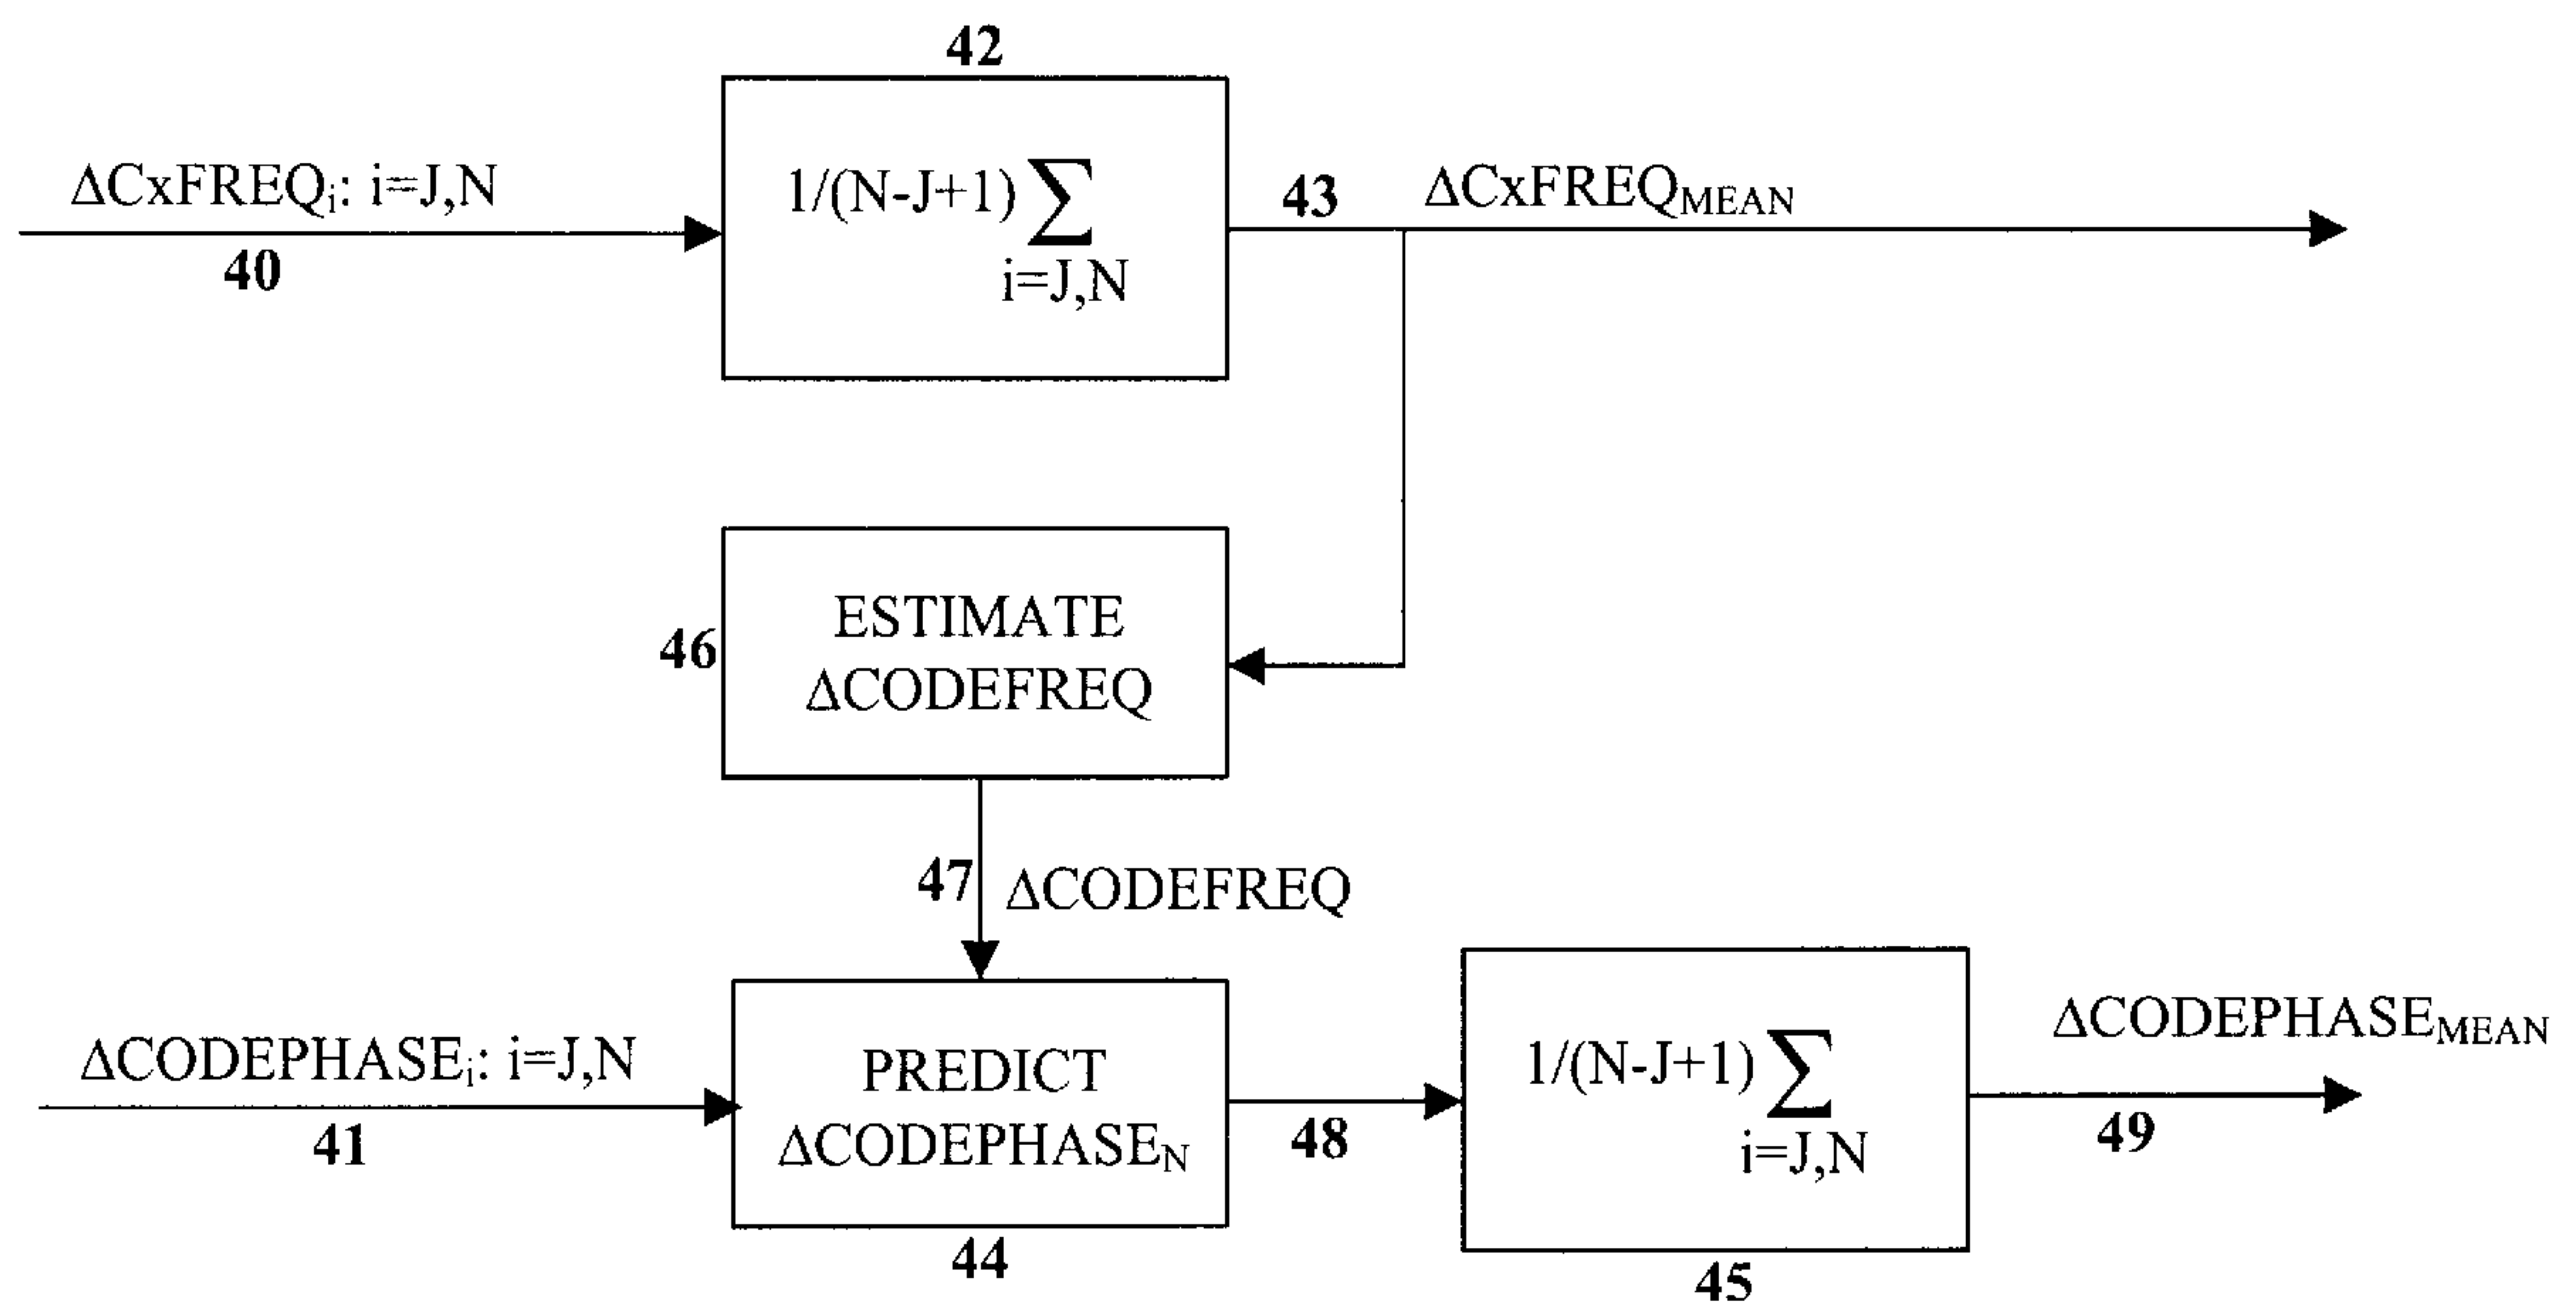 42
ΔCxFREQi: i=J,N
40
1/(N-J+1) ∑
i=J,N
43
ΔCxFREQMEAN
46
ESTIMATE
ΔCODEFREQ
47
ΔCODEFREQ
ΔCODEPHASEi: i=J,N
41
PREDICT
ΔCODEPHASEN
44
48
1/(N-J+1) ∑
i=J,N
45
ΔCODEPHASEMEAN
49